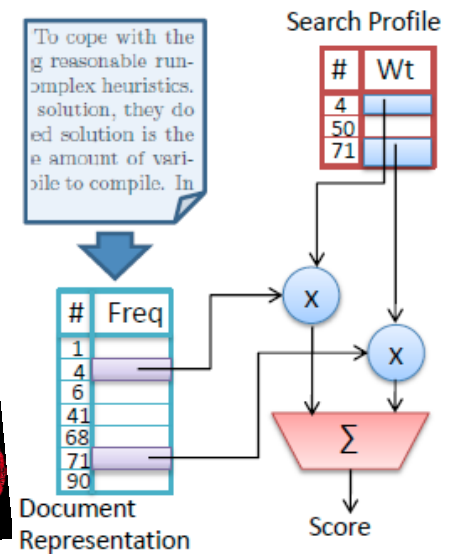 To cope with the
g reasonable run-
omplex heuristics.
solution, they do
ed solution is the
e amount of vari-
oile to compile. In
Search Profile
# Wt
4
50
71
# Freq
1
4
6
41
68
71
90
x
x
Σ
Document
Representation
Score